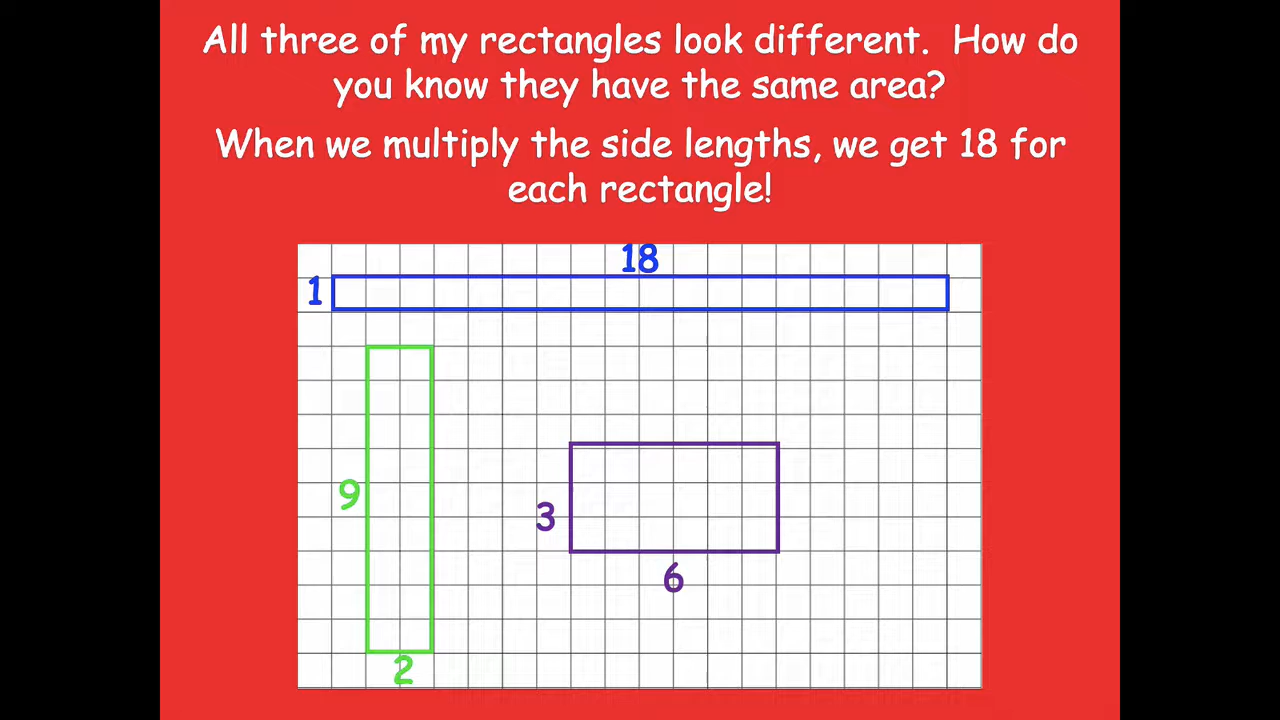 All three of my rectangles look different. How do
you know they have the same area?
When we multiply the side lengths, we get 18 for
each rectangle!
18
1
9
3
6
2